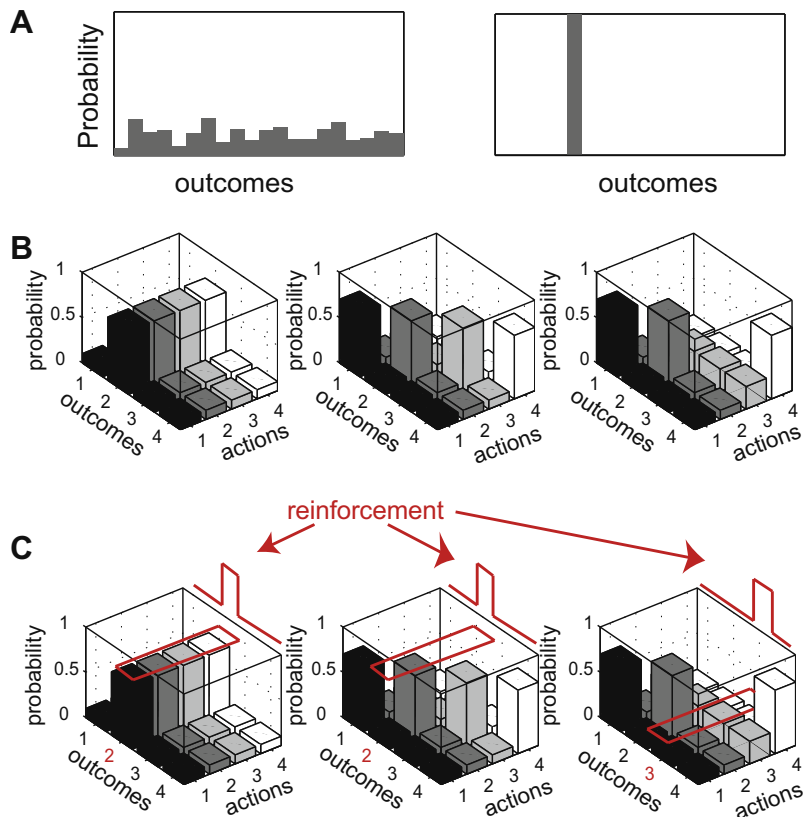 A
Probability
outcomes
outcomes
B
probability
1
0.5
0
1
2
3
4
outcomes
1
2
3
4
actions
probability
1
0.5
0
1
2
3
4
outcomes
1
2
3
4
actions
probability
1
0.5
0
1
2
3
4
outcomes
1
2
3
4
actions
reinforcement
C
probability
1
0.5
0
1
2
3
4
outcomes
1
2
3
4
actions
probability
1
0.5
0
1
2
3
4
outcomes
1
2
3
4
actions
probability
1
0.5
0
1
2
3
4
outcomes
1
2
3
4
actions